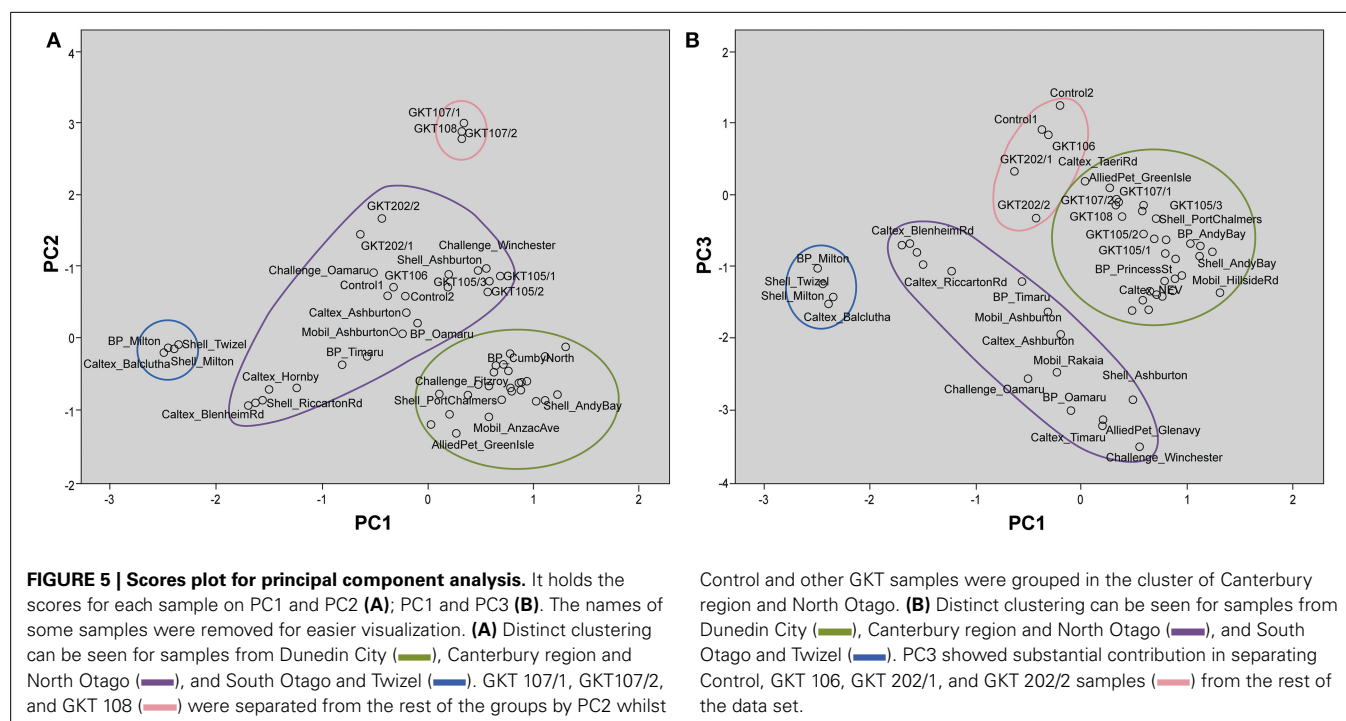 A
B
4
3
2
-1
0
-1
-2
-3
-2
-1
0
1
2
PC2
PC1
GKT107/1
GKT108
GKT107/2
GKT202/2
GKT202/1
Challenge_Winchester
Shell_Ashburton
Challenge_Oamaru
GKT106
GKT105/1
Control1
GKT105/3
GKT105/2
Control2
Caltex_Ashburton
Mobil_Ashburton
BP_Oamaru
BP_Milton
Shell_Twizel
BP_Timaru
BP_CumbyNorth
Caltex_Balclutha
Shell_Milton
Caltex_Hornby
Challenge_Fitzroy
Shell_RiccartonRd
Shell_PortChalmers
Shell_AndyBay
Caltex_BlenheimRd
Mobil_AnzacAve
AlliedPet_GreenIsle
2
1
0
-1
-2
-3
-4
-3
-2
-1
0
1
2
PC3
PC1
Control2
Control1
GKT106
GKT202/1
Caltex_TaeriRd
AlliedPet_GreenIsle
GKT107/1
GKT202/2
GKT107/2
GKT105/3
GKT108
Shell_PortChalmers
Caltex_BlenheimRd
GKT105/2
BP_AndyBay
GKT105/1
BP_Milton
Shell_AndyBay
Shell_Twizel
Caltex_RiccartonRd
BP_PrincessSt
Mobil_HillsideRd
Shell_Milton
BP_Timaru
Caltex_NEV
Caltex_Balclutha
Mobil_Ashburton
Caltex_Ashburton
Mobil_Rakaia
Challenge_Oamaru
Shell_Ashburton
BP_Oamaru
Caltex_Timaru
AlliedPet_Glenavy
Challenge_Winchester
FIGURE 5 | Scores plot for principal component analysis. It holds the
scores for each sample on PC1 and PC2 (A); PC1 and PC3 (B). The names of
some samples were removed for easier visualization. (A) Distinct clustering
can be seen for samples from Dunedin City (), Canterbury region and
North Otago (), and South Otago and Twizel (). GKT 107/1, GKT107/2,
and GKT 108 () were separated from the rest of the groups by PC2 whilst
Control and other GKT samples were grouped in the cluster of Canterbury
region and North Otago. (B) Distinct clustering can be seen for samples from
Dunedin City (), Canterbury region and North Otago (), and South
Otago and Twizel (). PC3 showed substantial contribution in separating
Control, GKT 106, GKT 202/1, and GKT 202/2 samples () from the rest of
the data set.